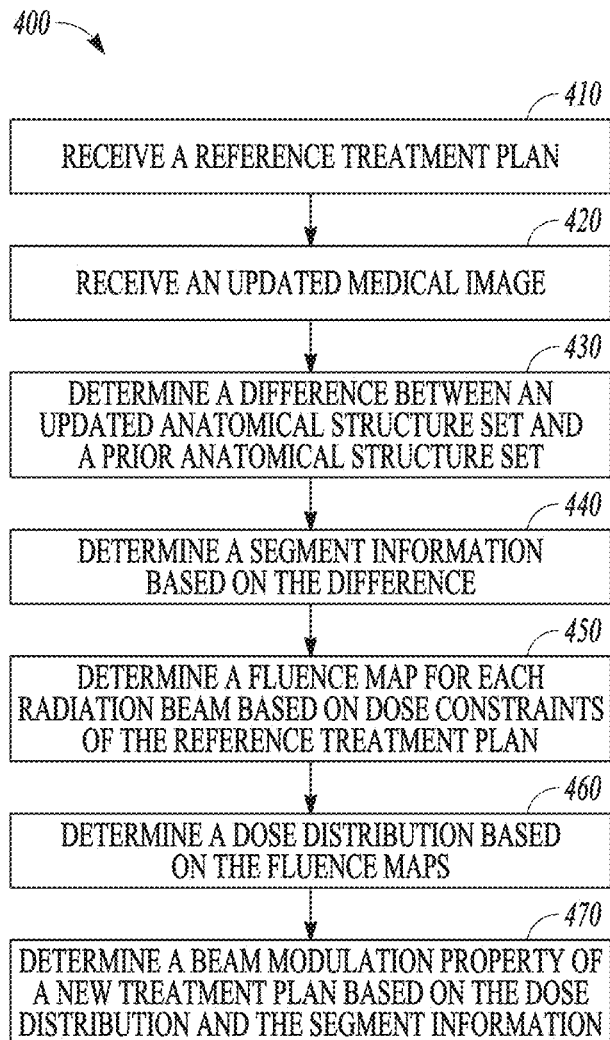 400
410
RECEIVE A REFERENCE TREATMENT PLAN
420
RECEIVE AN UPDATED MEDICAL IMAGE
430
DETERMINE A DIFFERENCE BETWEEN AN
UPDATED ANATOMICAL STRUCTURE SET AND
A PRIOR ANATOMICAL STRUCTURE SET
440
DETERMINE A SEGMENT INFORMATION
BASED ON THE DIFFERENCE
450
DETERMINE A FLUENCE MAP FOR EACH
RADIATION BEAM BASED ON DOSE CONSTRAINTS
OF THE REFERENCE TREATMENT PLAN
460
DETERMINE A DOSE DISTRIBUTION BASED
ON THE FLUENCE MAPS
470
DETERMINE A BEAM MODULATION PROPERTY OF
A NEW TREATMENT PLAN BASED ON THE DOSE
DISTRIBUTION AND THE SEGMENT INFORMATION